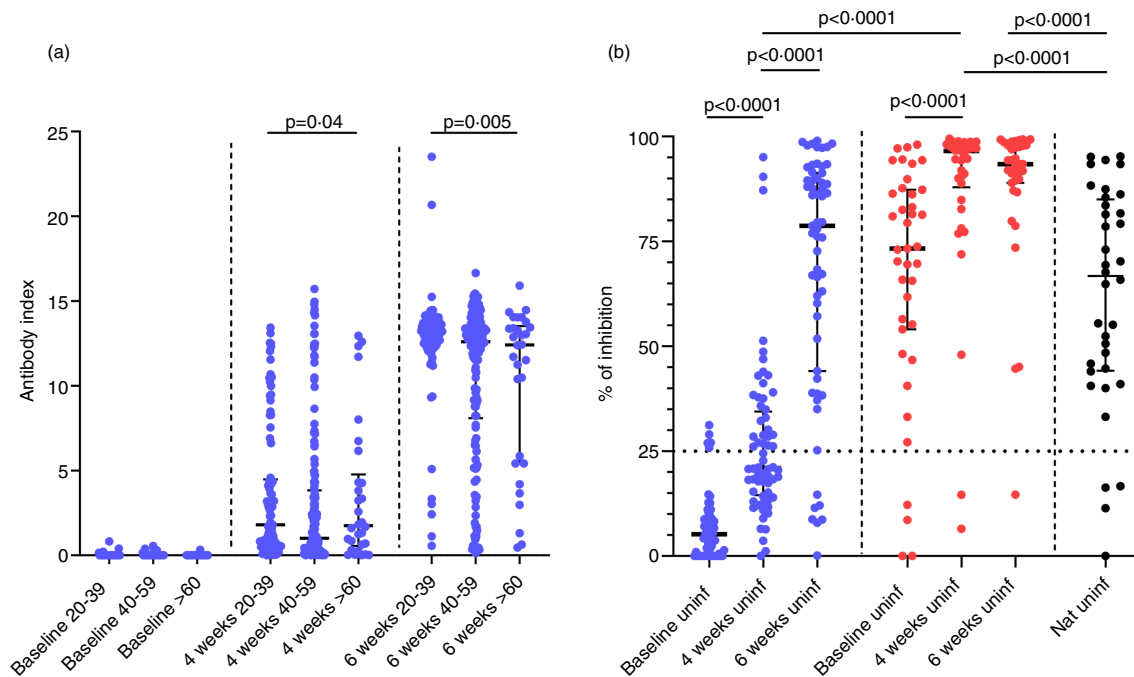 (a)
Antibody index
25
20
15
10
5
0
p=0·04
p=0·005
Baseline 20-39
Baseline 40-59
Baseline >60
4 weeks 20-39
4 weeks 40-59
4 weeks >60
6 weeks 20-39
6 weeks 40-59
6 weeks >60
(b)
% of inhibition
100
75
50
25
0
p<0·0001
p<0·0001
p<0·0001
p<0·0001
p<0·0001
p<0·0001
Baseline uninf
4 weeks uninf
6 weeks uninf
Baseline uninf
4 weeks uninf
6 weeks uninf
Nat uninf